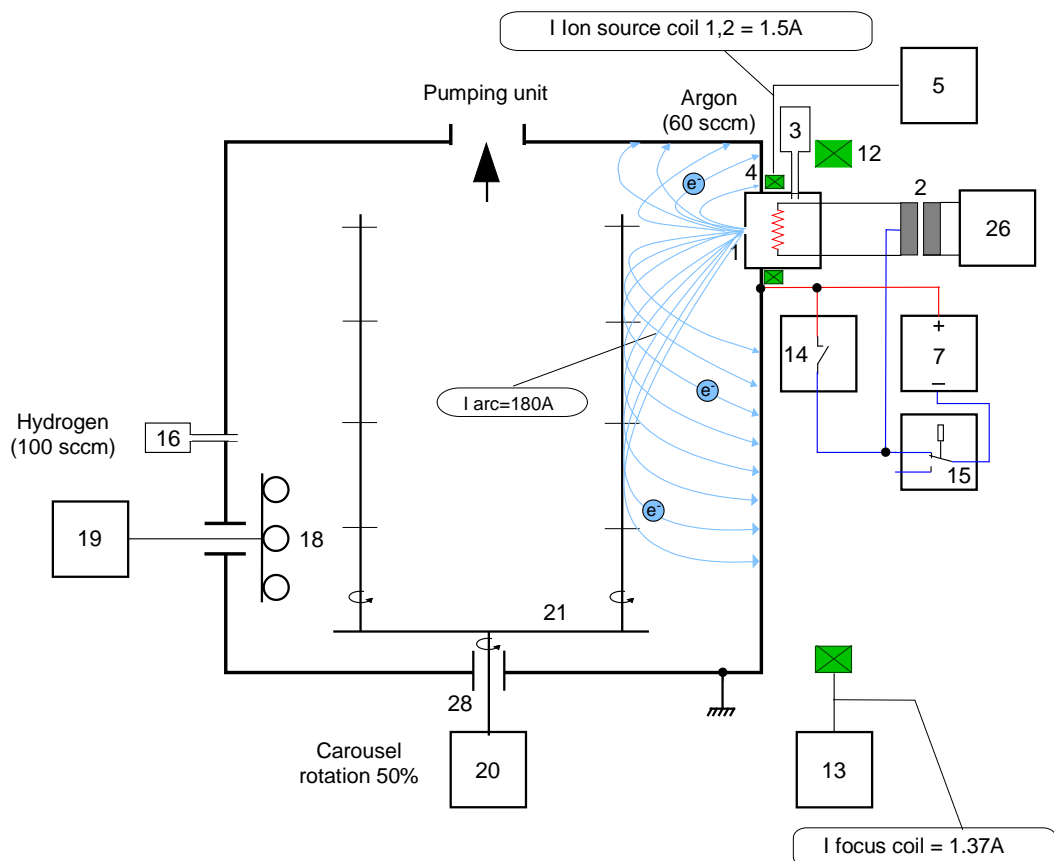 I Ion source coil 1,2 = 1.5A
5
Pumping unit
Argon
(60 sccm)
3
12
4
2
e-
1
26
14
+
7
–
I arc=180A
e-
Hydrogen
(100 sccm)
16
15
19
18
e-
21
28
Carousel
rotation 50%
20
13
I focus coil = 1.37A